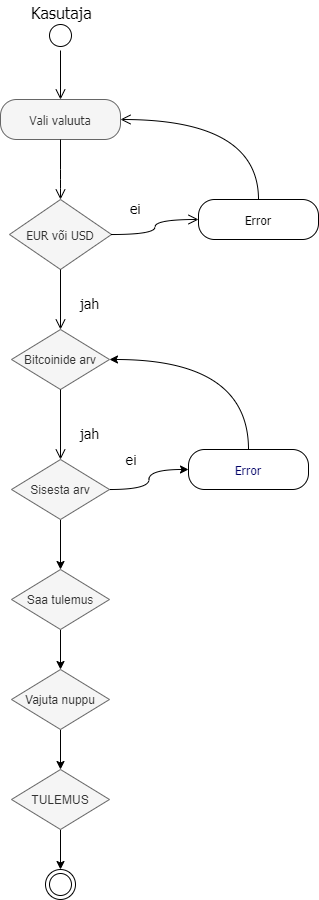 Kasutaja
Vali valuuta
EUR või USD
ei
Error
jah
Bitcoinide arv
jah
Sisesta arv
ei
Error
Saa tulemus
Vajuta nuppu
TULEMUS